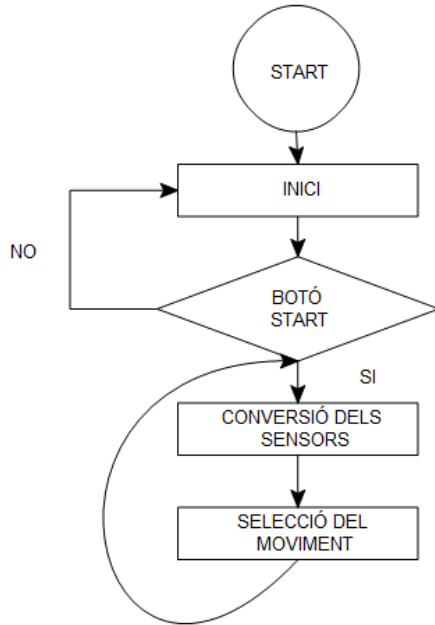 START
INICI
NO
BOTÓ
START
SI
CONVERSIÓ DELS
SENSORS
SELECCIÓ DEL
MOVIMENT